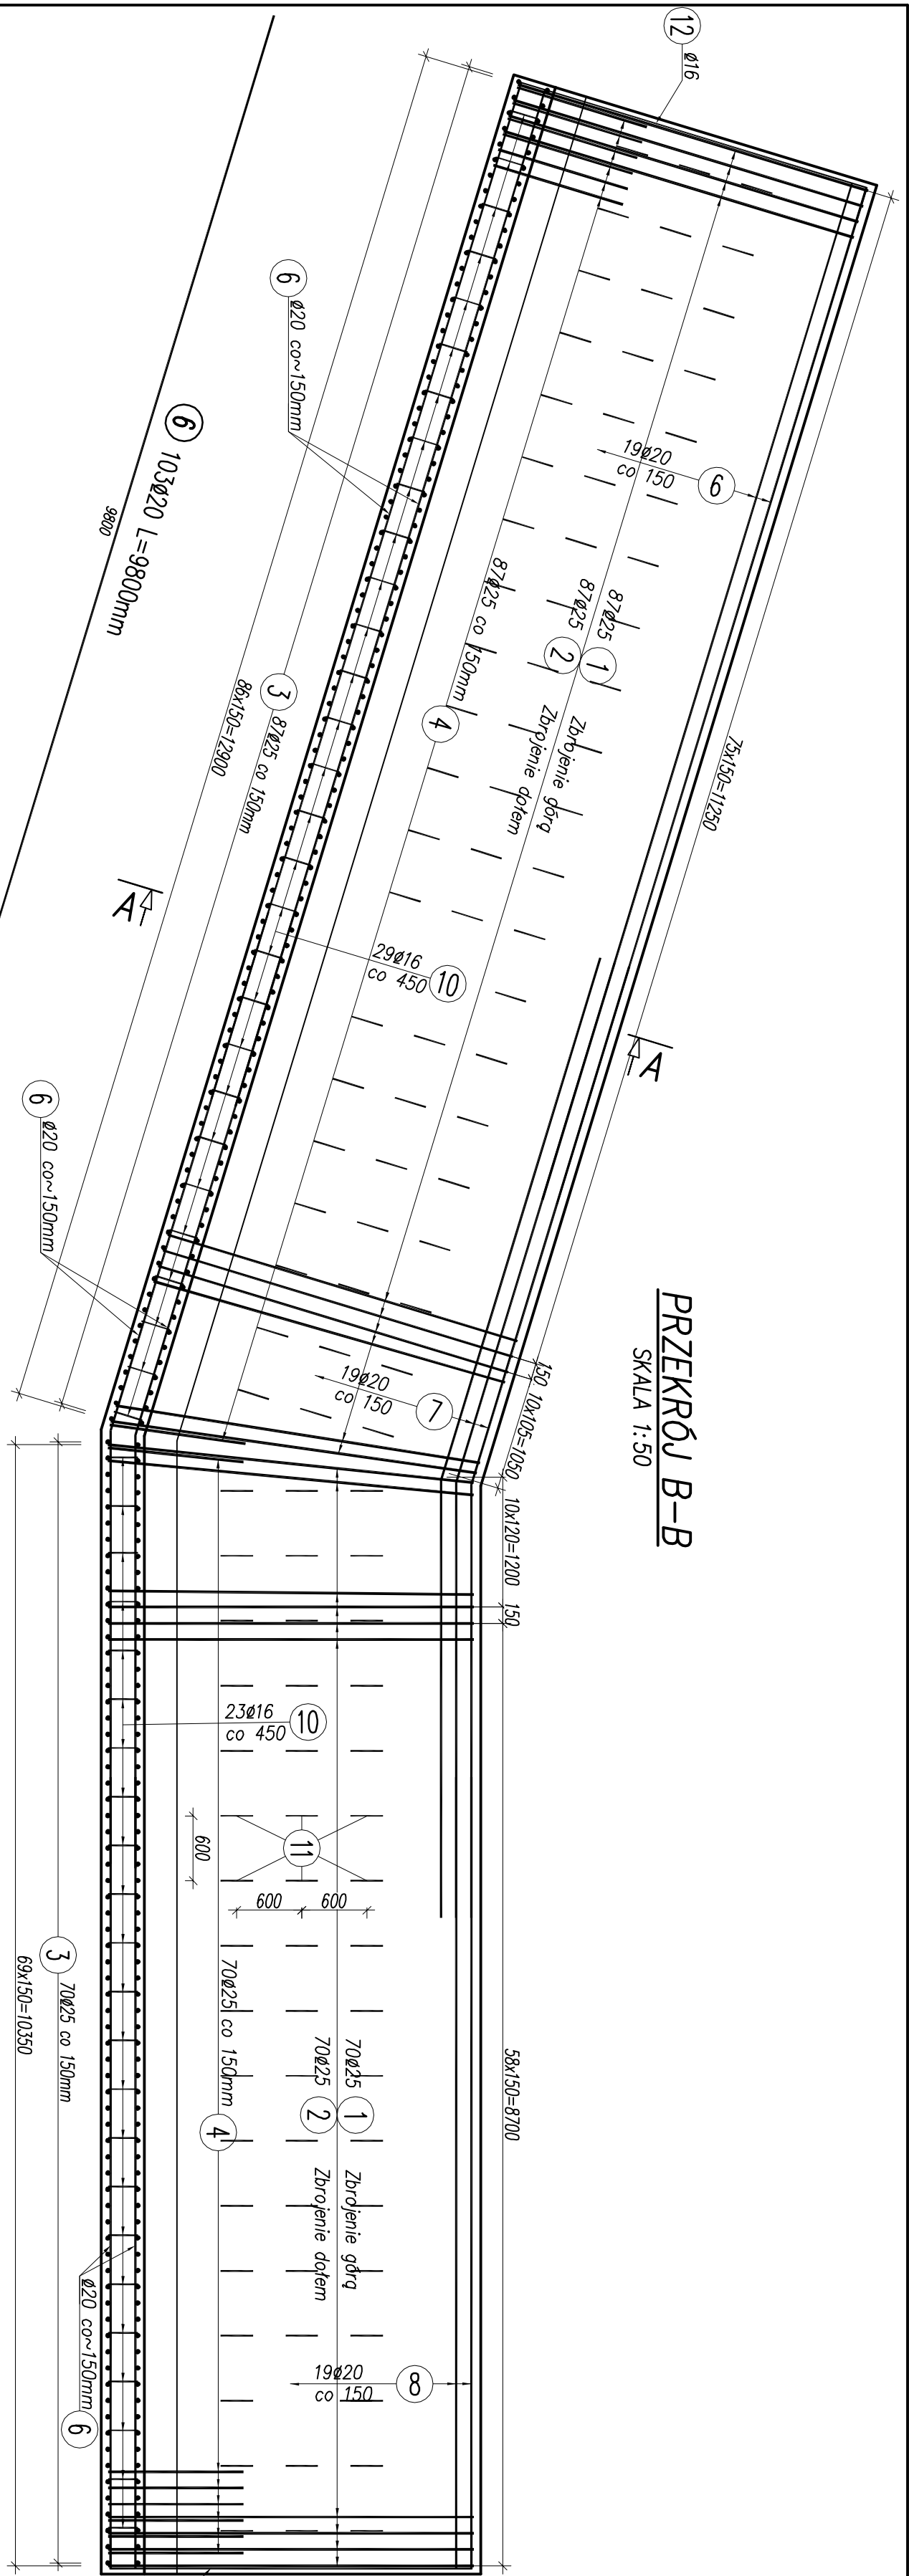 PRZEKRÓJ B-B
SKALA 1:50
12
ø16
75x150=11250
6
19ø20
co 150
6
ø20 co~150mm
1
87ø25
Zbrojenie górą
2
87ø25
Zbrojenie dołem
87ø25 co 150mm
4
6
103ø20 L=9800mm
9800
3
87ø25 co 150mm
86x150=12900
A
A
29ø16
co 450
10
6
ø20 co~150mm
19ø20
co 150
7
150
10x105=1050
10x120=1200
150
58x150=8700
23ø16
co 450
10
11
600
600
600
70ø25 co 150mm
4
70ø25
1
Zbrojenie górą
70ø25
2
Zbrojenie dołem
19ø20
co 150
8
3
70ø25 co 150mm
69x150=10350
ø20 co~150mm
6